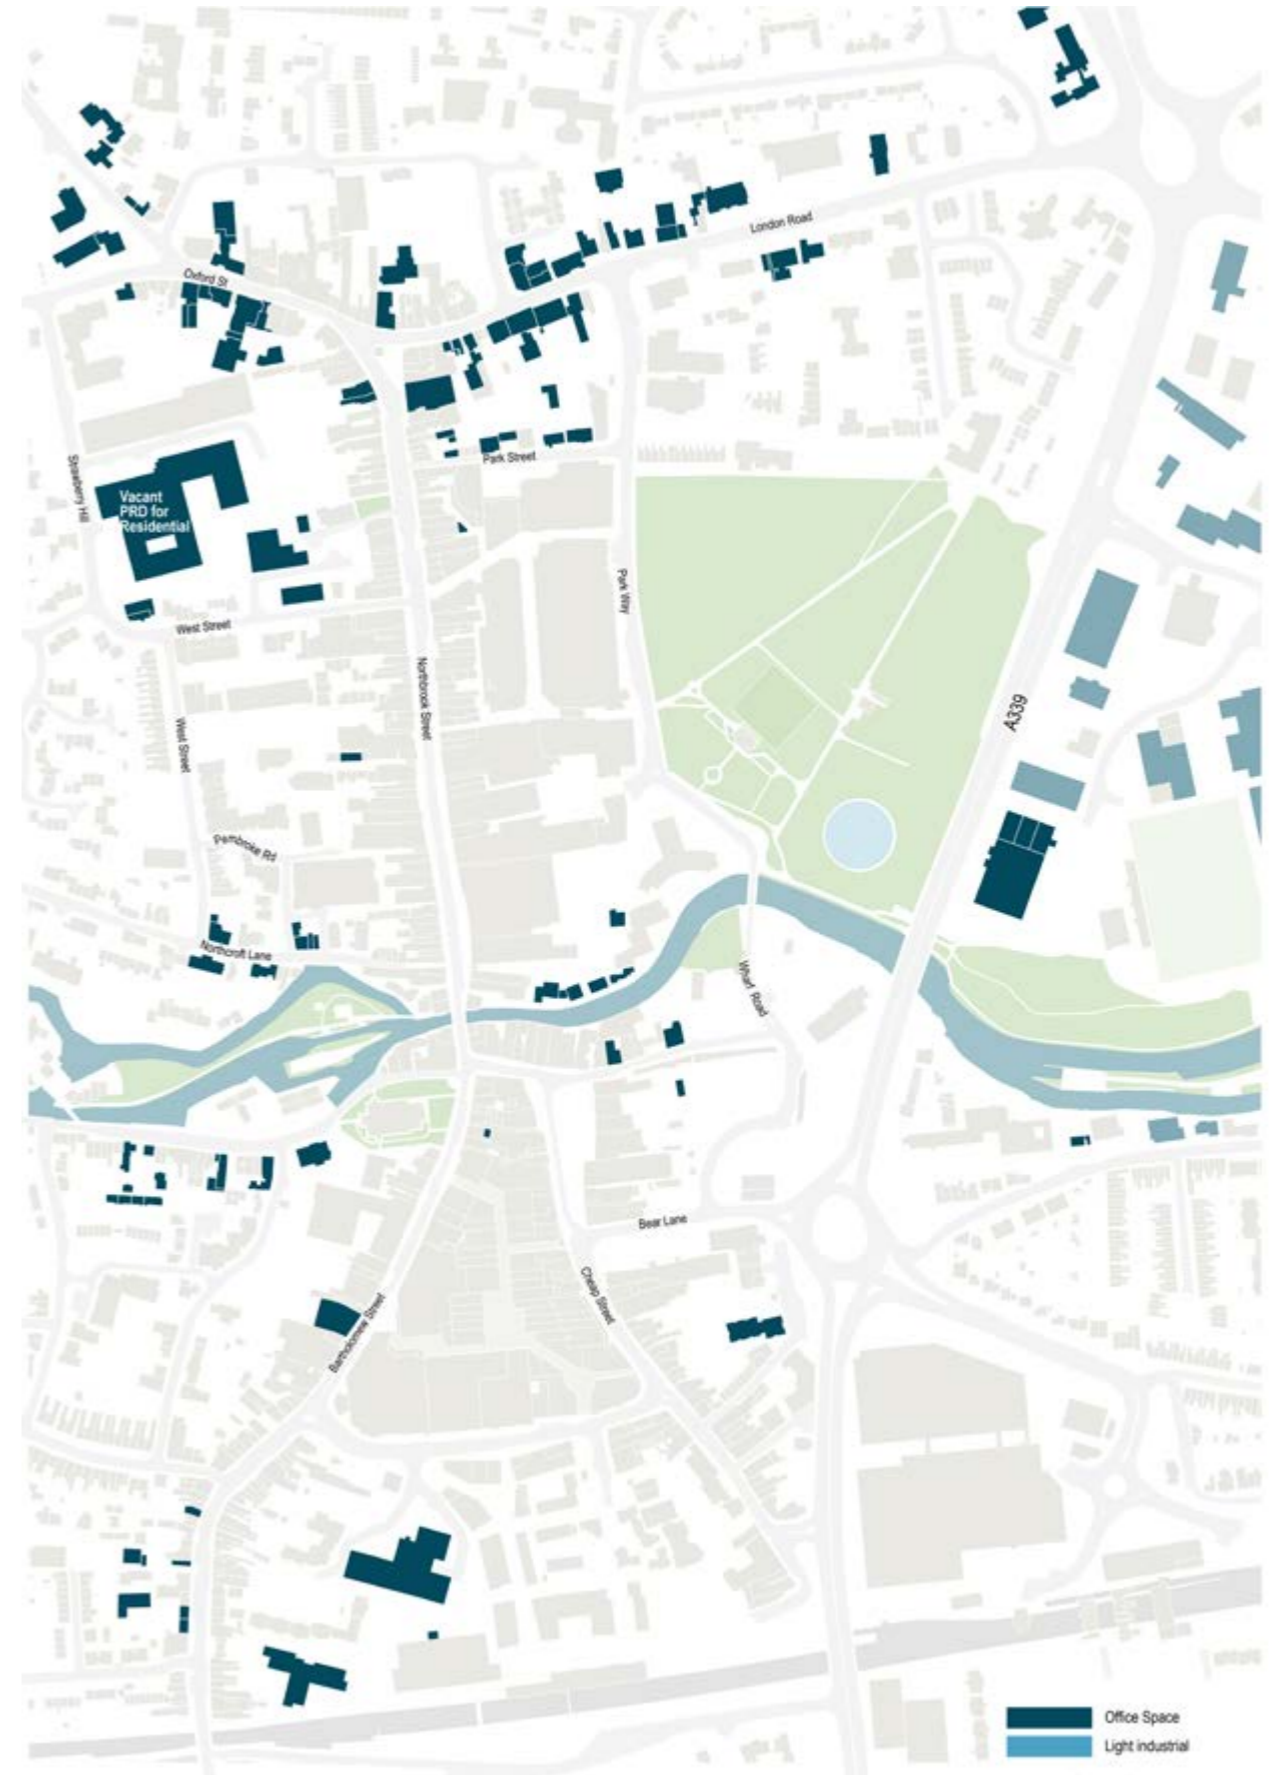 London Road
Oxford St
Strawberry Hill
Park Street
Vacant
PRD for
Residential
Park Way
West Street
Northbrook Street
A339
West Street
Pembroke Rd
Northcroft Lane
Wharf Road
Bear Lane
Cheap Street
Bartholomew Street
Office Space
Light industrial